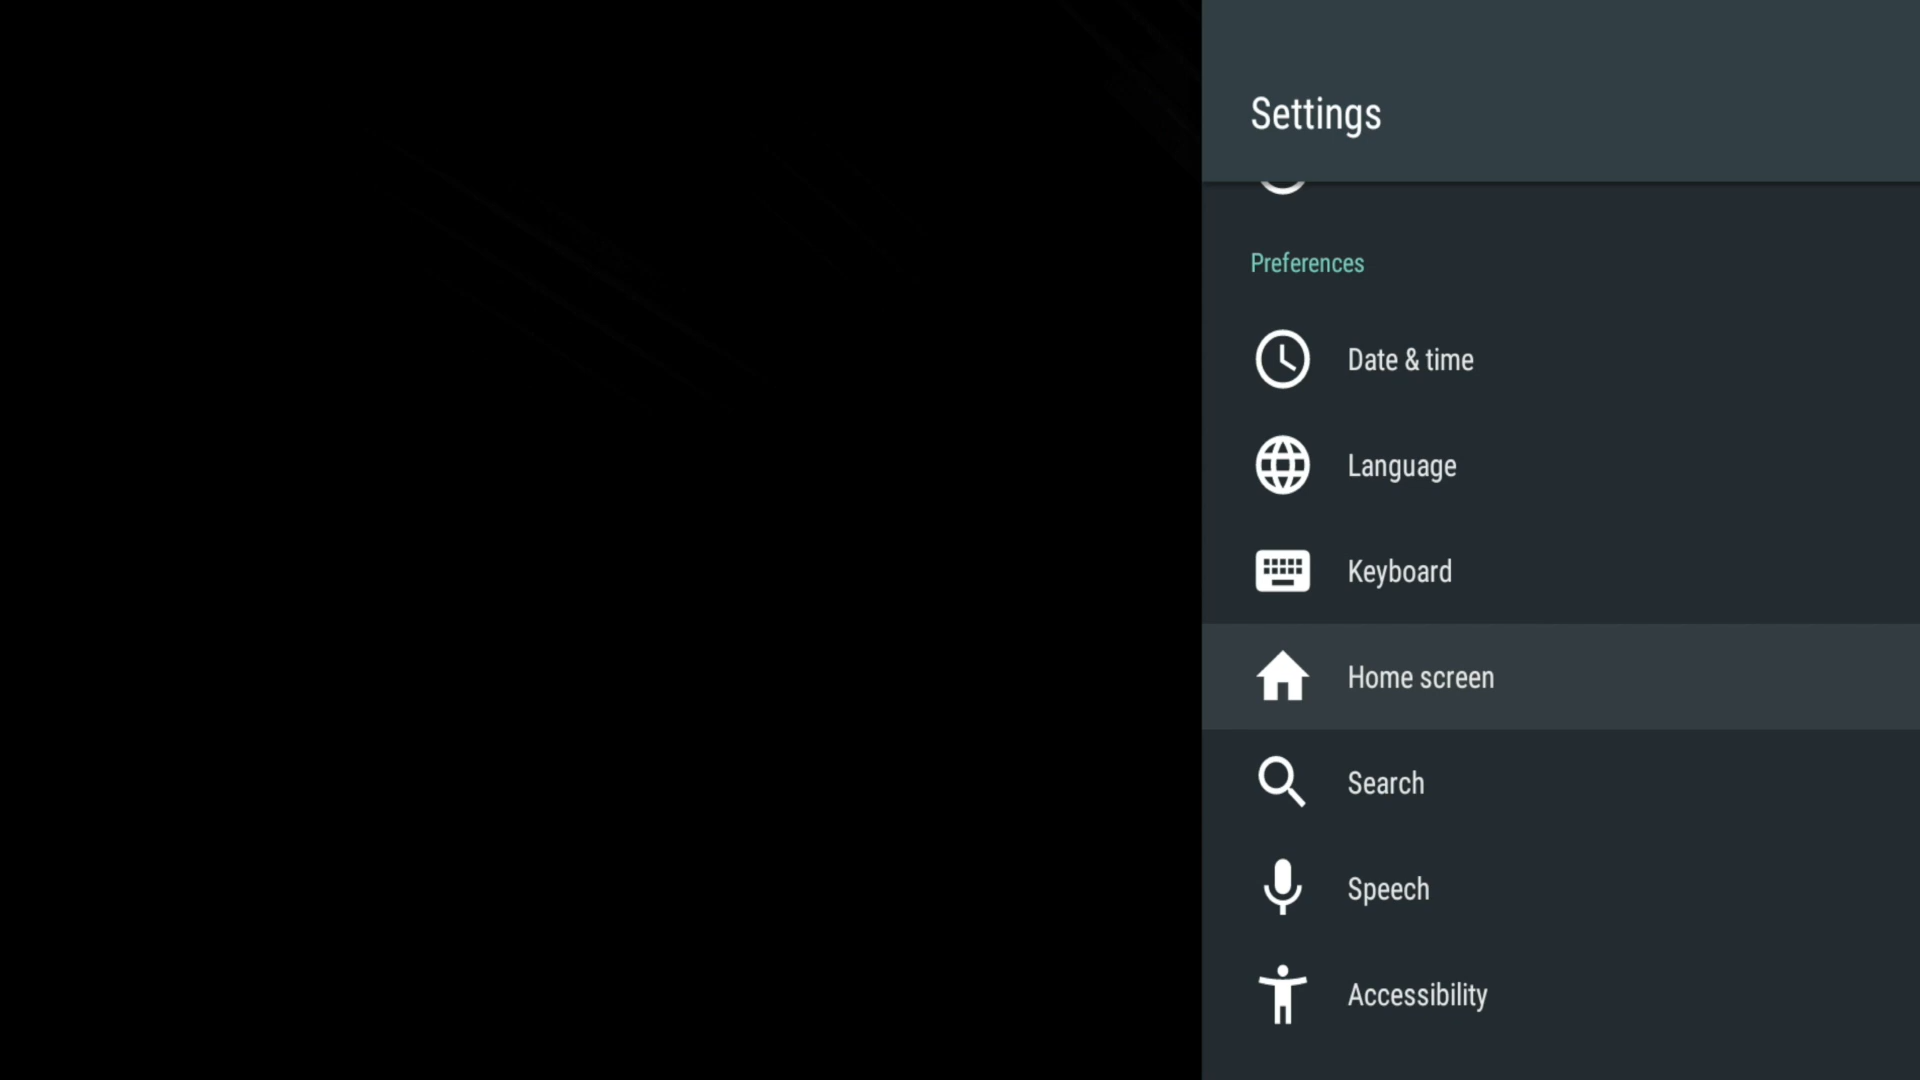 Settings
Preferences
Date & time
Language
Keyboard
Home screen
Search
Speech
Accessibility